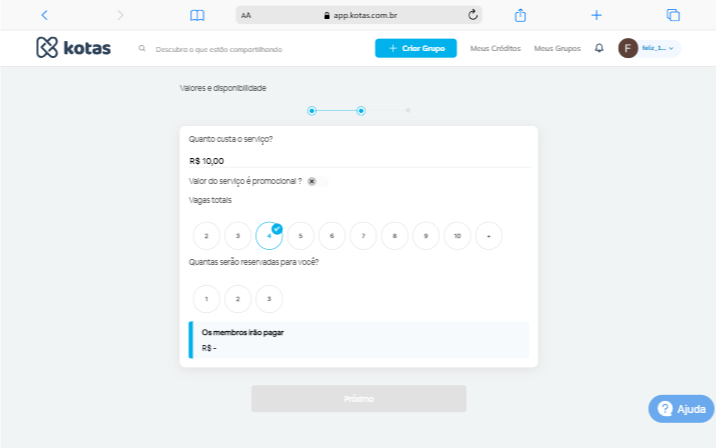 AA app.kotas.com.br
kotas Descubra o que estão compartilhando + Criar Grupo Meus Créditos Meus Grupos F feliz_1...
Valores e disponibilidade
Quanto custa o serviço?
R$ 10,00
Valor do serviço é promocional ?
Vagas totais
2 3 4 5 6 7 8 9 10 +
Quantas serão reservadas para você?
1 2 3
Os membros irão pagar
R$ -
Próximo
? Ajuda